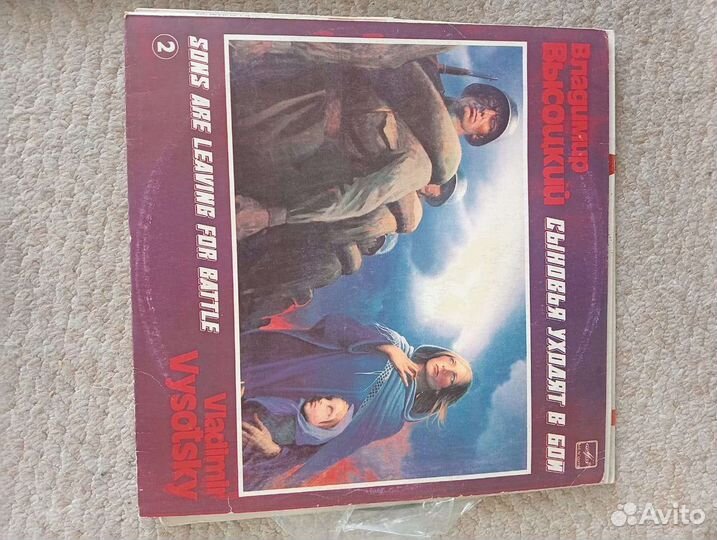 Владимир
Высоцкий
СЫНОВЬЯ УХОДЯТ В БОЙ
SONS ARE LEAVING FOR BATTLE
2
Vladimir
Vysotsky
Avito